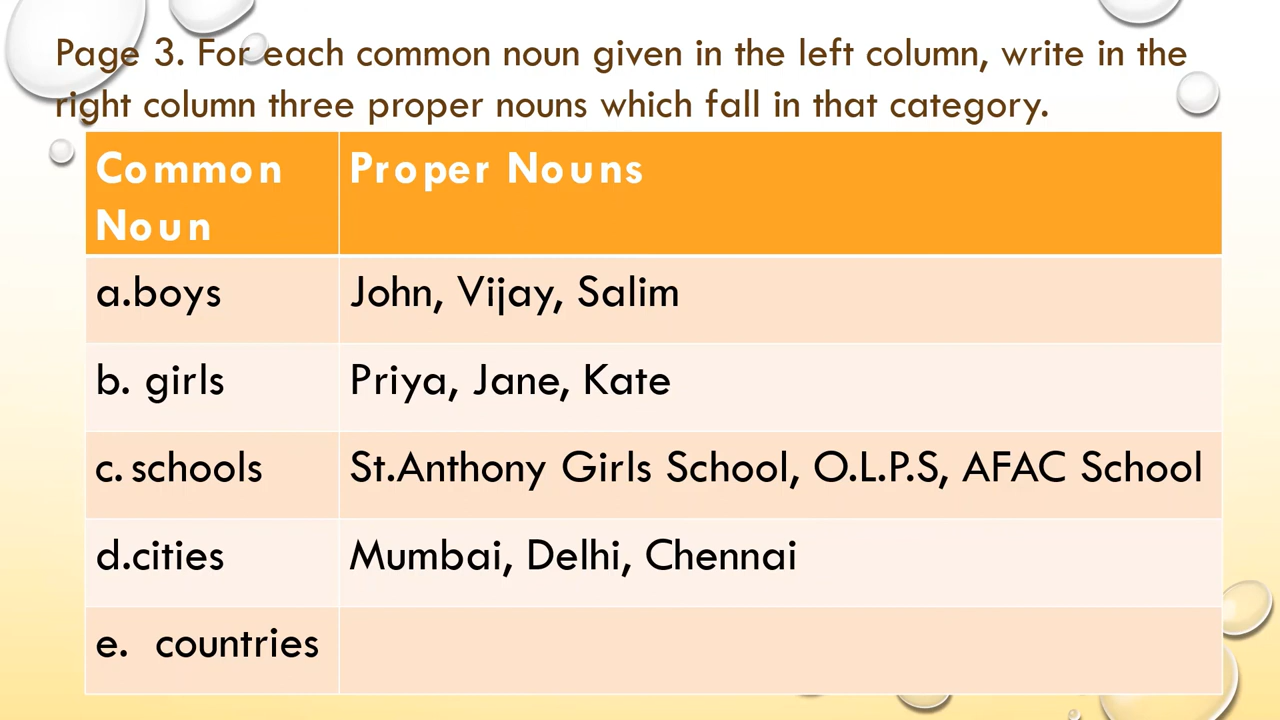 Page 3. For each common noun given in the left column, write in the
right column three proper nouns which fall in that category.
Common Noun
Proper Nouns
a.boys
John, Vijay, Salim
b. girls
Priya, Jane, Kate
c. schools
St.Anthony Girls School, O.L.P.S, AFAC School
d.cities
Mumbai, Delhi, Chennai
e. countries